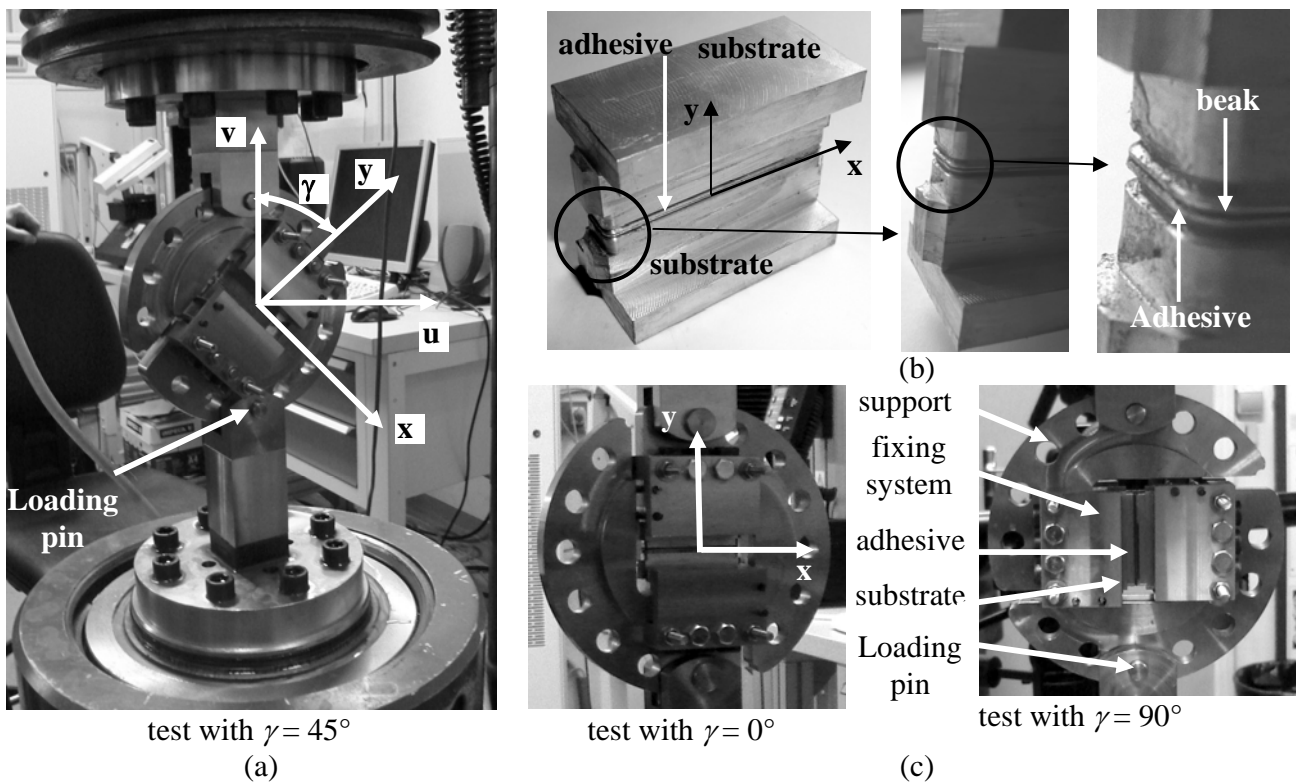 v
y
γ
u
x
Loading
pin
test with γ = 45°
(a)
adhesive
substrate
y
x
substrate
beak
Adhesive
(b)
y
x
test with γ = 0°
support
fixing
system
adhesive
substrate
Loading
pin
test with γ = 90°
(c)